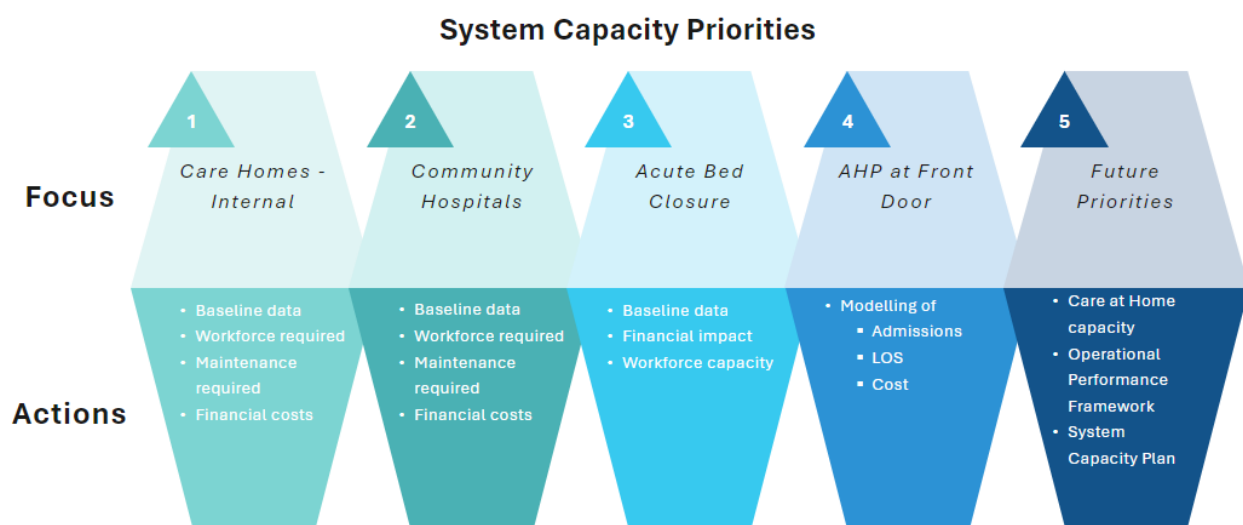 System Capacity Priorities
Focus
1
Care Homes -
Internal
2
Community
Hospitals
3
Acute Bed
Closure
4
AHP at Front
Door
5
Future
Priorities
Actions
• Baseline data
• Workforce required
• Maintenance
required
• Financial costs
• Baseline data
• Workforce required
• Maintenance
required
• Financial costs
• Baseline data
• Financial impact
• Workforce capacity
• Modelling of
▪ Admissions
▪ LOS
▪ Cost
• Care at Home
capacity
• Operational
Performance
Framework
• System
Capacity Plan